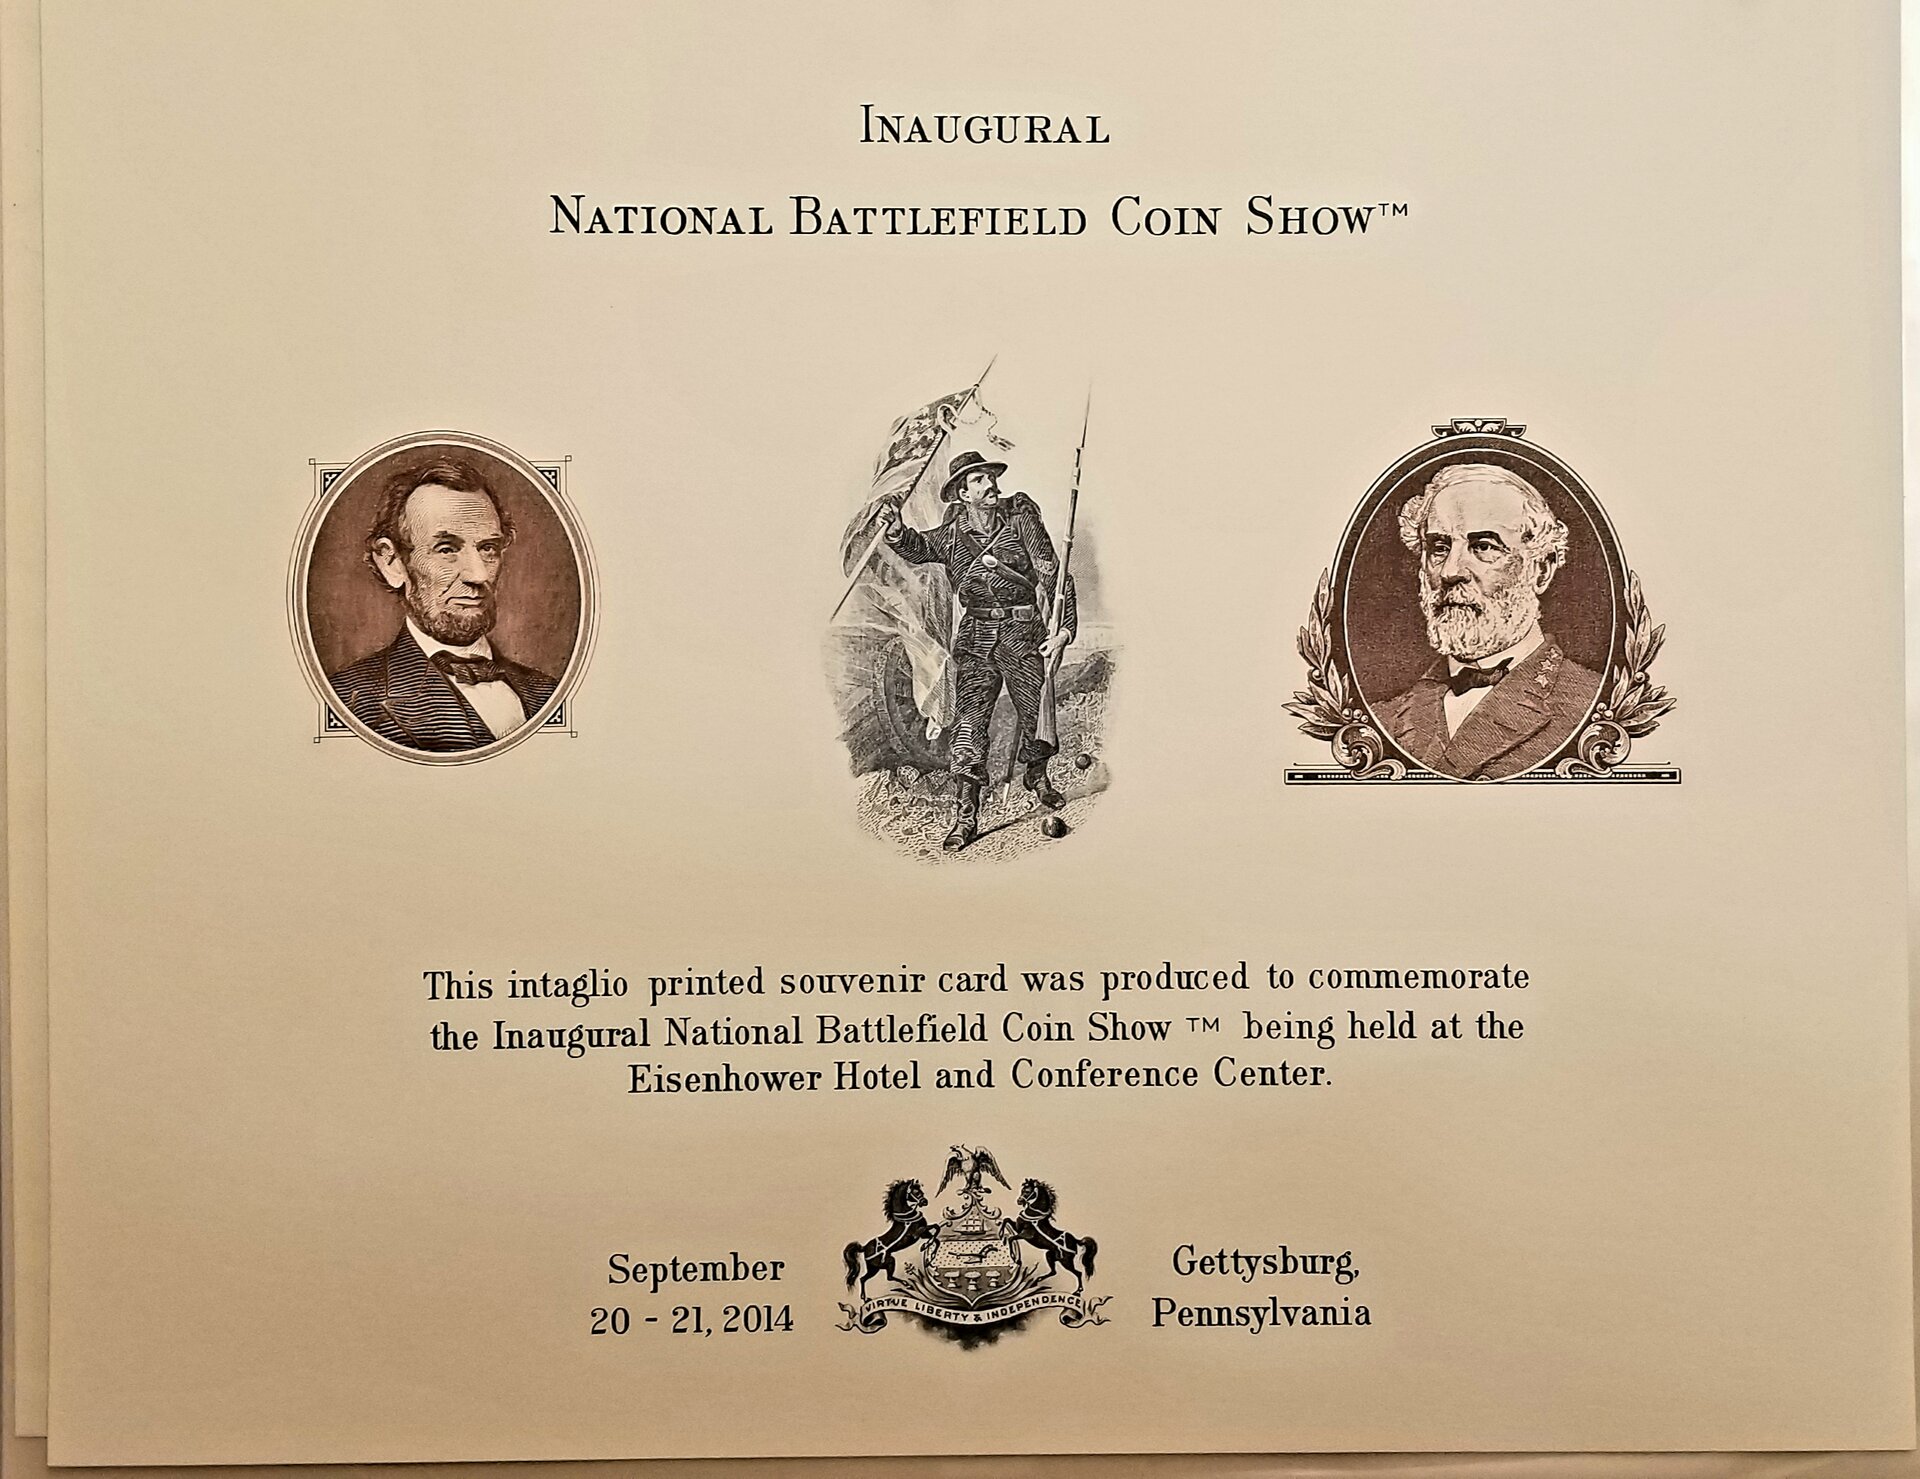 INAUGURAL
NATIONAL BATTLEFIELD COIN SHOW™
This intaglio printed souvenir card was produced to commemorate
the Inaugural National Battlefield Coin Show ™ being held at the
Eisenhower Hotel and Conference Center.
September
20 - 21, 2014
VIRTUE LIBERTY & INDEPENDENCE
Gettysburg,
Pennsylvania